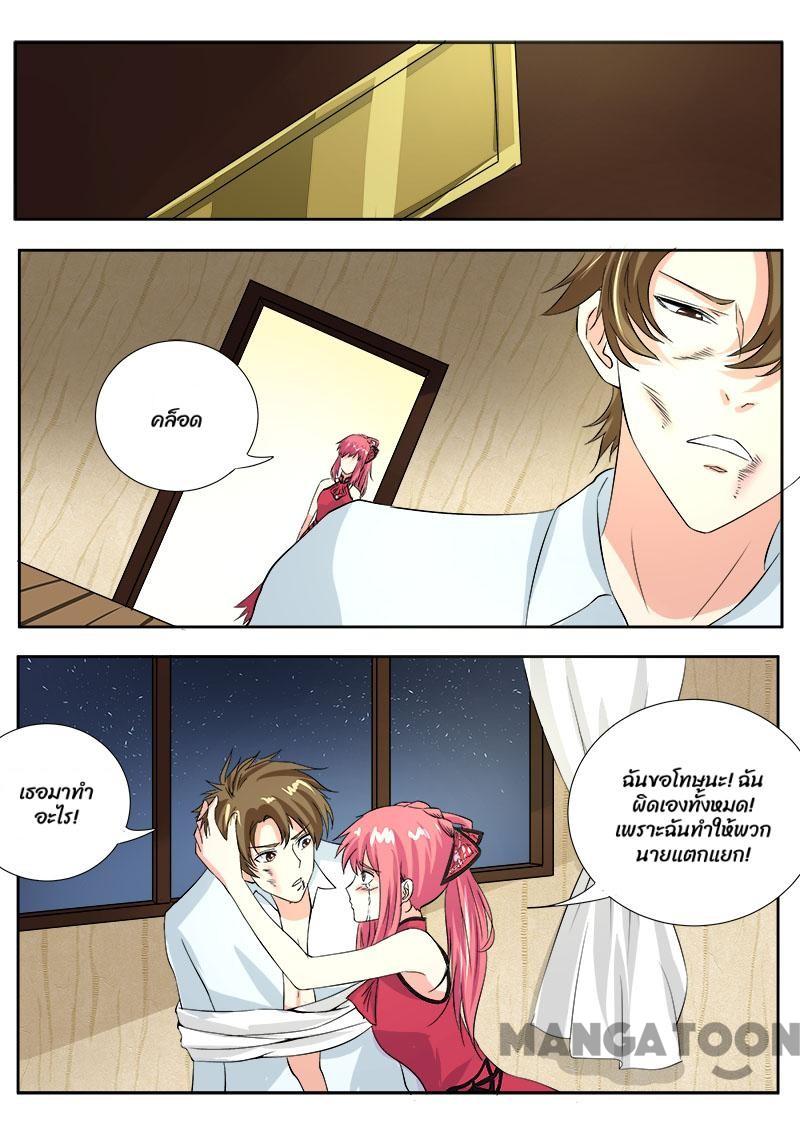 คล็อด
เธอมาทำ
อะไร!
ฉันขอโทษนะ! ฉัน
ผิดเองทั้งหมด!
เพราะฉันทำให้พวก
นายแตกแยก!
MANGATOON